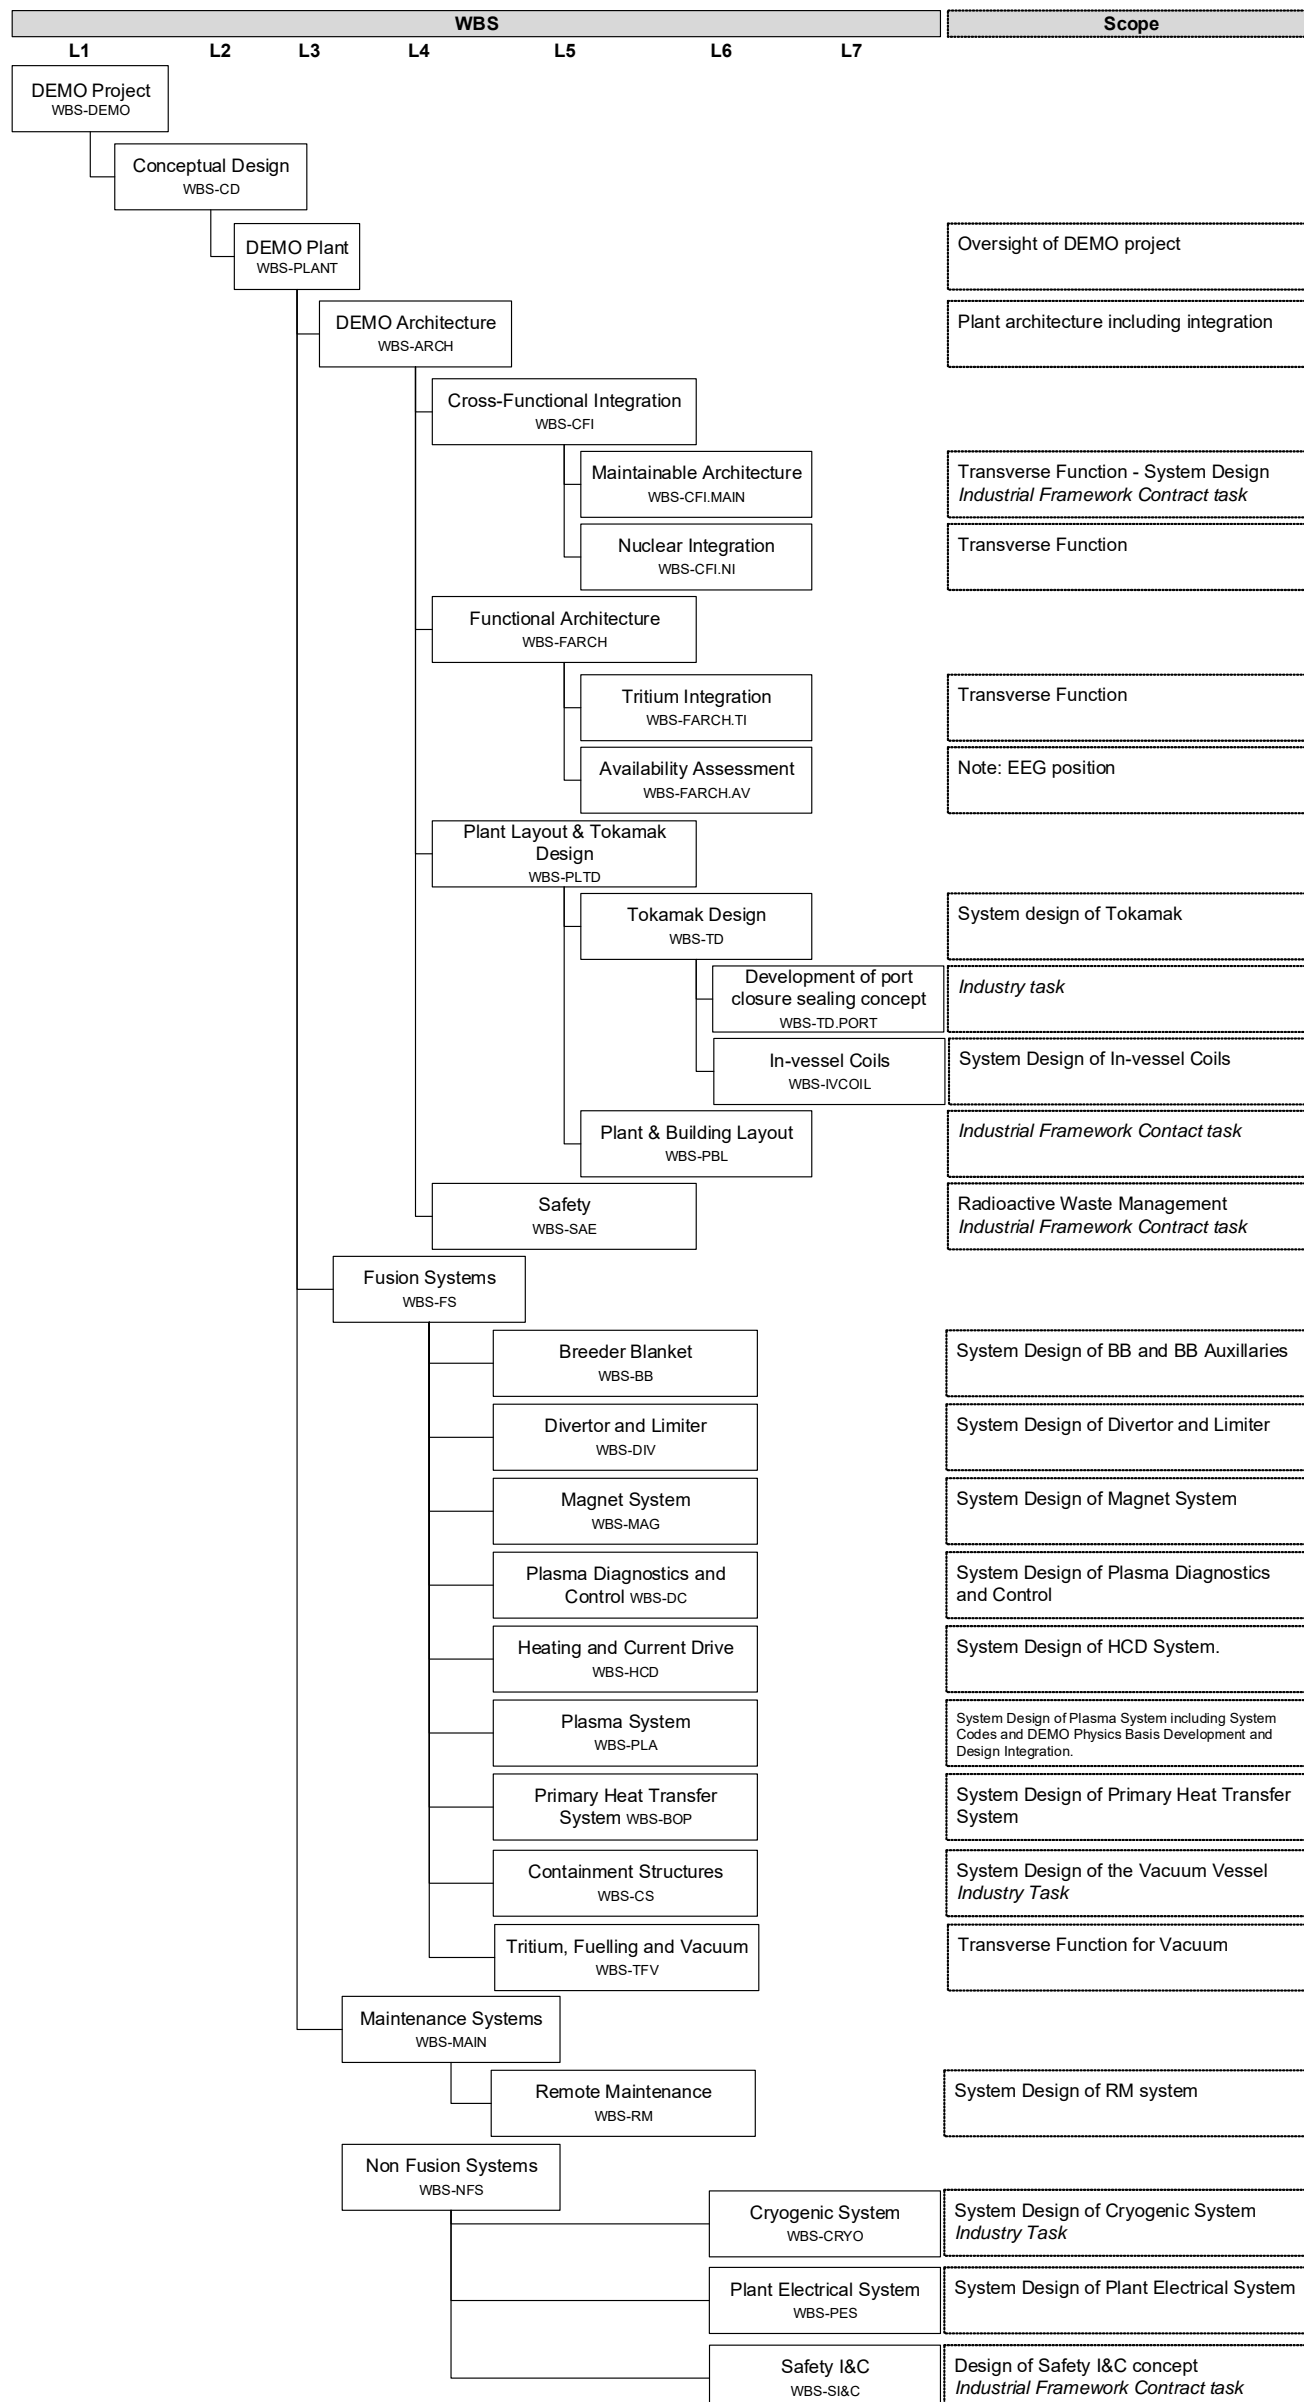 WBS
Scope
L1 L2 L3 L4 L5 L6 L7
DEMO Project
WBS-DEMO
Conceptual Design
WBS-CD
DEMO Plant
WBS-PLANT
Oversight of DEMO project
DEMO Architecture
WBS-ARCH
Plant architecture including integration
Cross-Functional Integration
WBS-CFI
Maintainable Architecture
WBS-CFI.MAIN
Transverse Function - System Design
Industrial Framework Contract task
Nuclear Integration
WBS-CFI.NI
Transverse Function
Functional Architecture
WBS-FARCH
Tritium Integration
WBS-FARCH.TI
Transverse Function
Availability Assessment
WBS-FARCH.AV
Note: EEG position
Plant Layout & Tokamak
Design
WBS-PLTD
Tokamak Design
WBS-TD
System design of Tokamak
Development of port
closure sealing concept
WBS-TD.PORT
Industry task
In-vessel Coils
WBS-IVCOIL
System Design of In-vessel Coils
Plant & Building Layout
WBS-PBL
Industrial Framework Contact task
Safety
WBS-SAE
Radioactive Waste Management
Industrial Framework Contract task
Fusion Systems
WBS-FS
Breeder Blanket
WBS-BB
System Design of BB and BB Auxillaries
Divertor and Limiter
WBS-DIV
System Design of Divertor and Limiter
Magnet System
WBS-MAG
System Design of Magnet System
Plasma Diagnostics and
Control WBS-DC
System Design of Plasma Diagnostics
and Control
Heating and Current Drive
WBS-HCD
System Design of HCD System.
Plasma System
WBS-PLA
System Design of Plasma System including System
Codes and DEMO Physics Basis Development and
Design Integration.
Primary Heat Transfer
System WBS-BOP
System Design of Primary Heat Transfer
System
Containment Structures
WBS-CS
System Design of the Vacuum Vessel
Industry Task
Tritium, Fuelling and Vacuum
WBS-TFV
Transverse Function for Vacuum
Maintenance Systems
WBS-MAIN
Remote Maintenance
WBS-RM
System Design of RM system
Non Fusion Systems
WBS-NFS
Cryogenic System
WBS-CRYO
System Design of Cryogenic System
Industry Task
Plant Electrical System
WBS-PES
System Design of Plant Electrical System
Safety I&C
WBS-SI&C
Design of Safety I&C concept
Industrial Framework Contract task